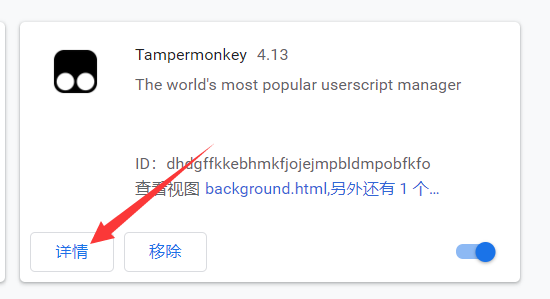 Tampermonkey 4.13
The world's most popular userscript manager
ID：dhdgffkkebhmkfjojejmpbldmpobfkfo
查看视图 background.html,另外还有 1 个...
详情 移除